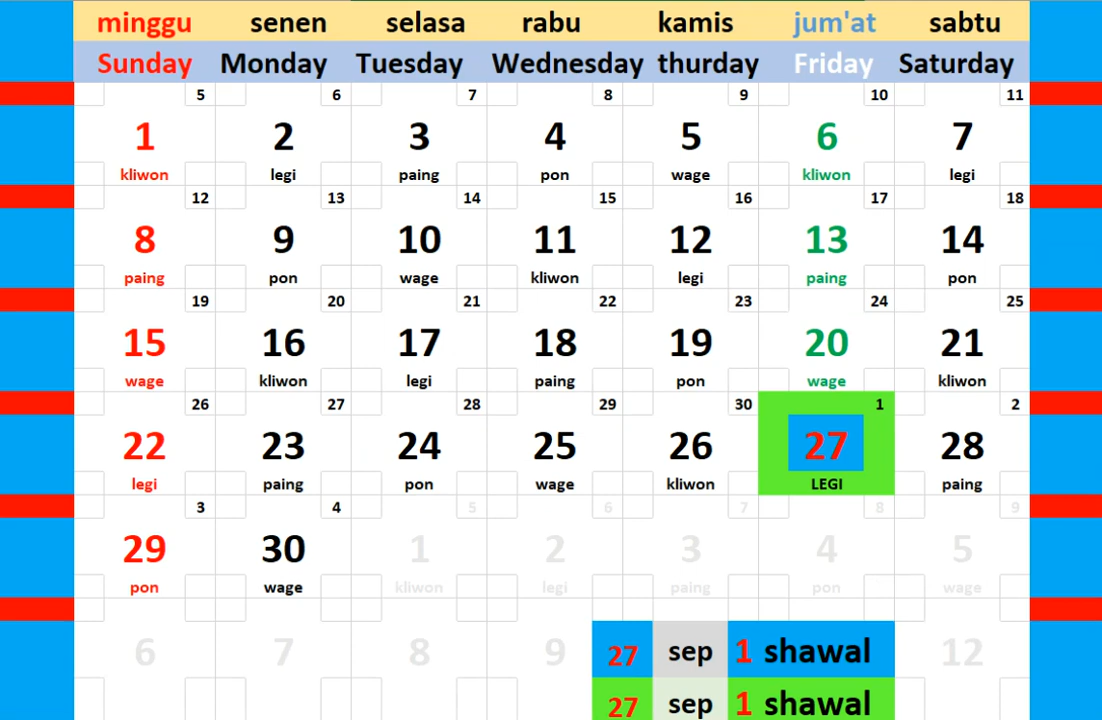 minggu senen selasa rabu kamis jum'at sabtu
Sunday Monday Tuesday Wednesday thurday Friday Saturday
5 6 7 8 9 10 11
1 2 3 4 5 6 7
kliwon legi paing pon wage kliwon legi
12 13 14 15 16 17 18
8 9 10 11 12 13 14
paing pon wage kliwon legi paing pon
19 20 21 22 23 24 25
15 16 17 18 19 20 21
wage kliwon legi paing pon wage kliwon
26 27 28 29 30 1 2
22 23 24 25 26 27 28
legi paing pon wage kliwon LEGI paing
3 4 5 6 7 8 9
29 30 1 2 3 4 5
pon wage kliwon legi paing pon wage
6 7 8 9 27 sep 1 shawal 12
27 sep 1 shawal